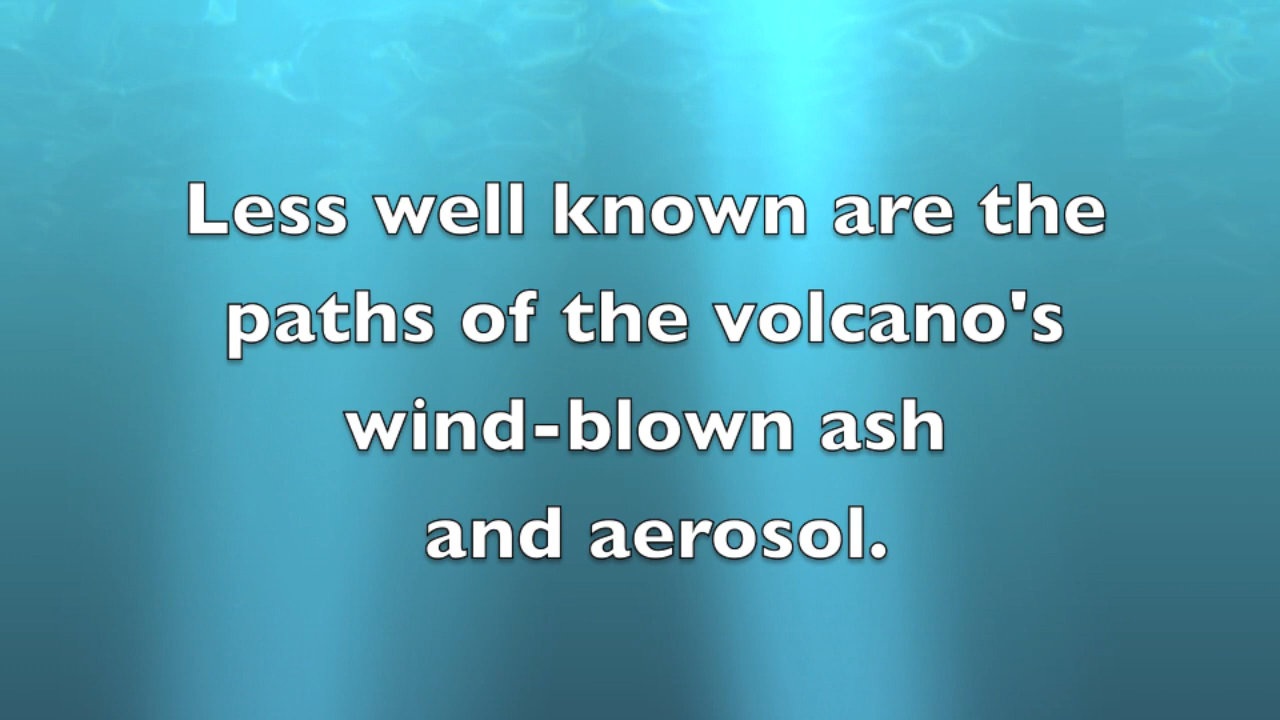 Less well known are the
paths of the volcano's
wind-blown ash
and aerosol.